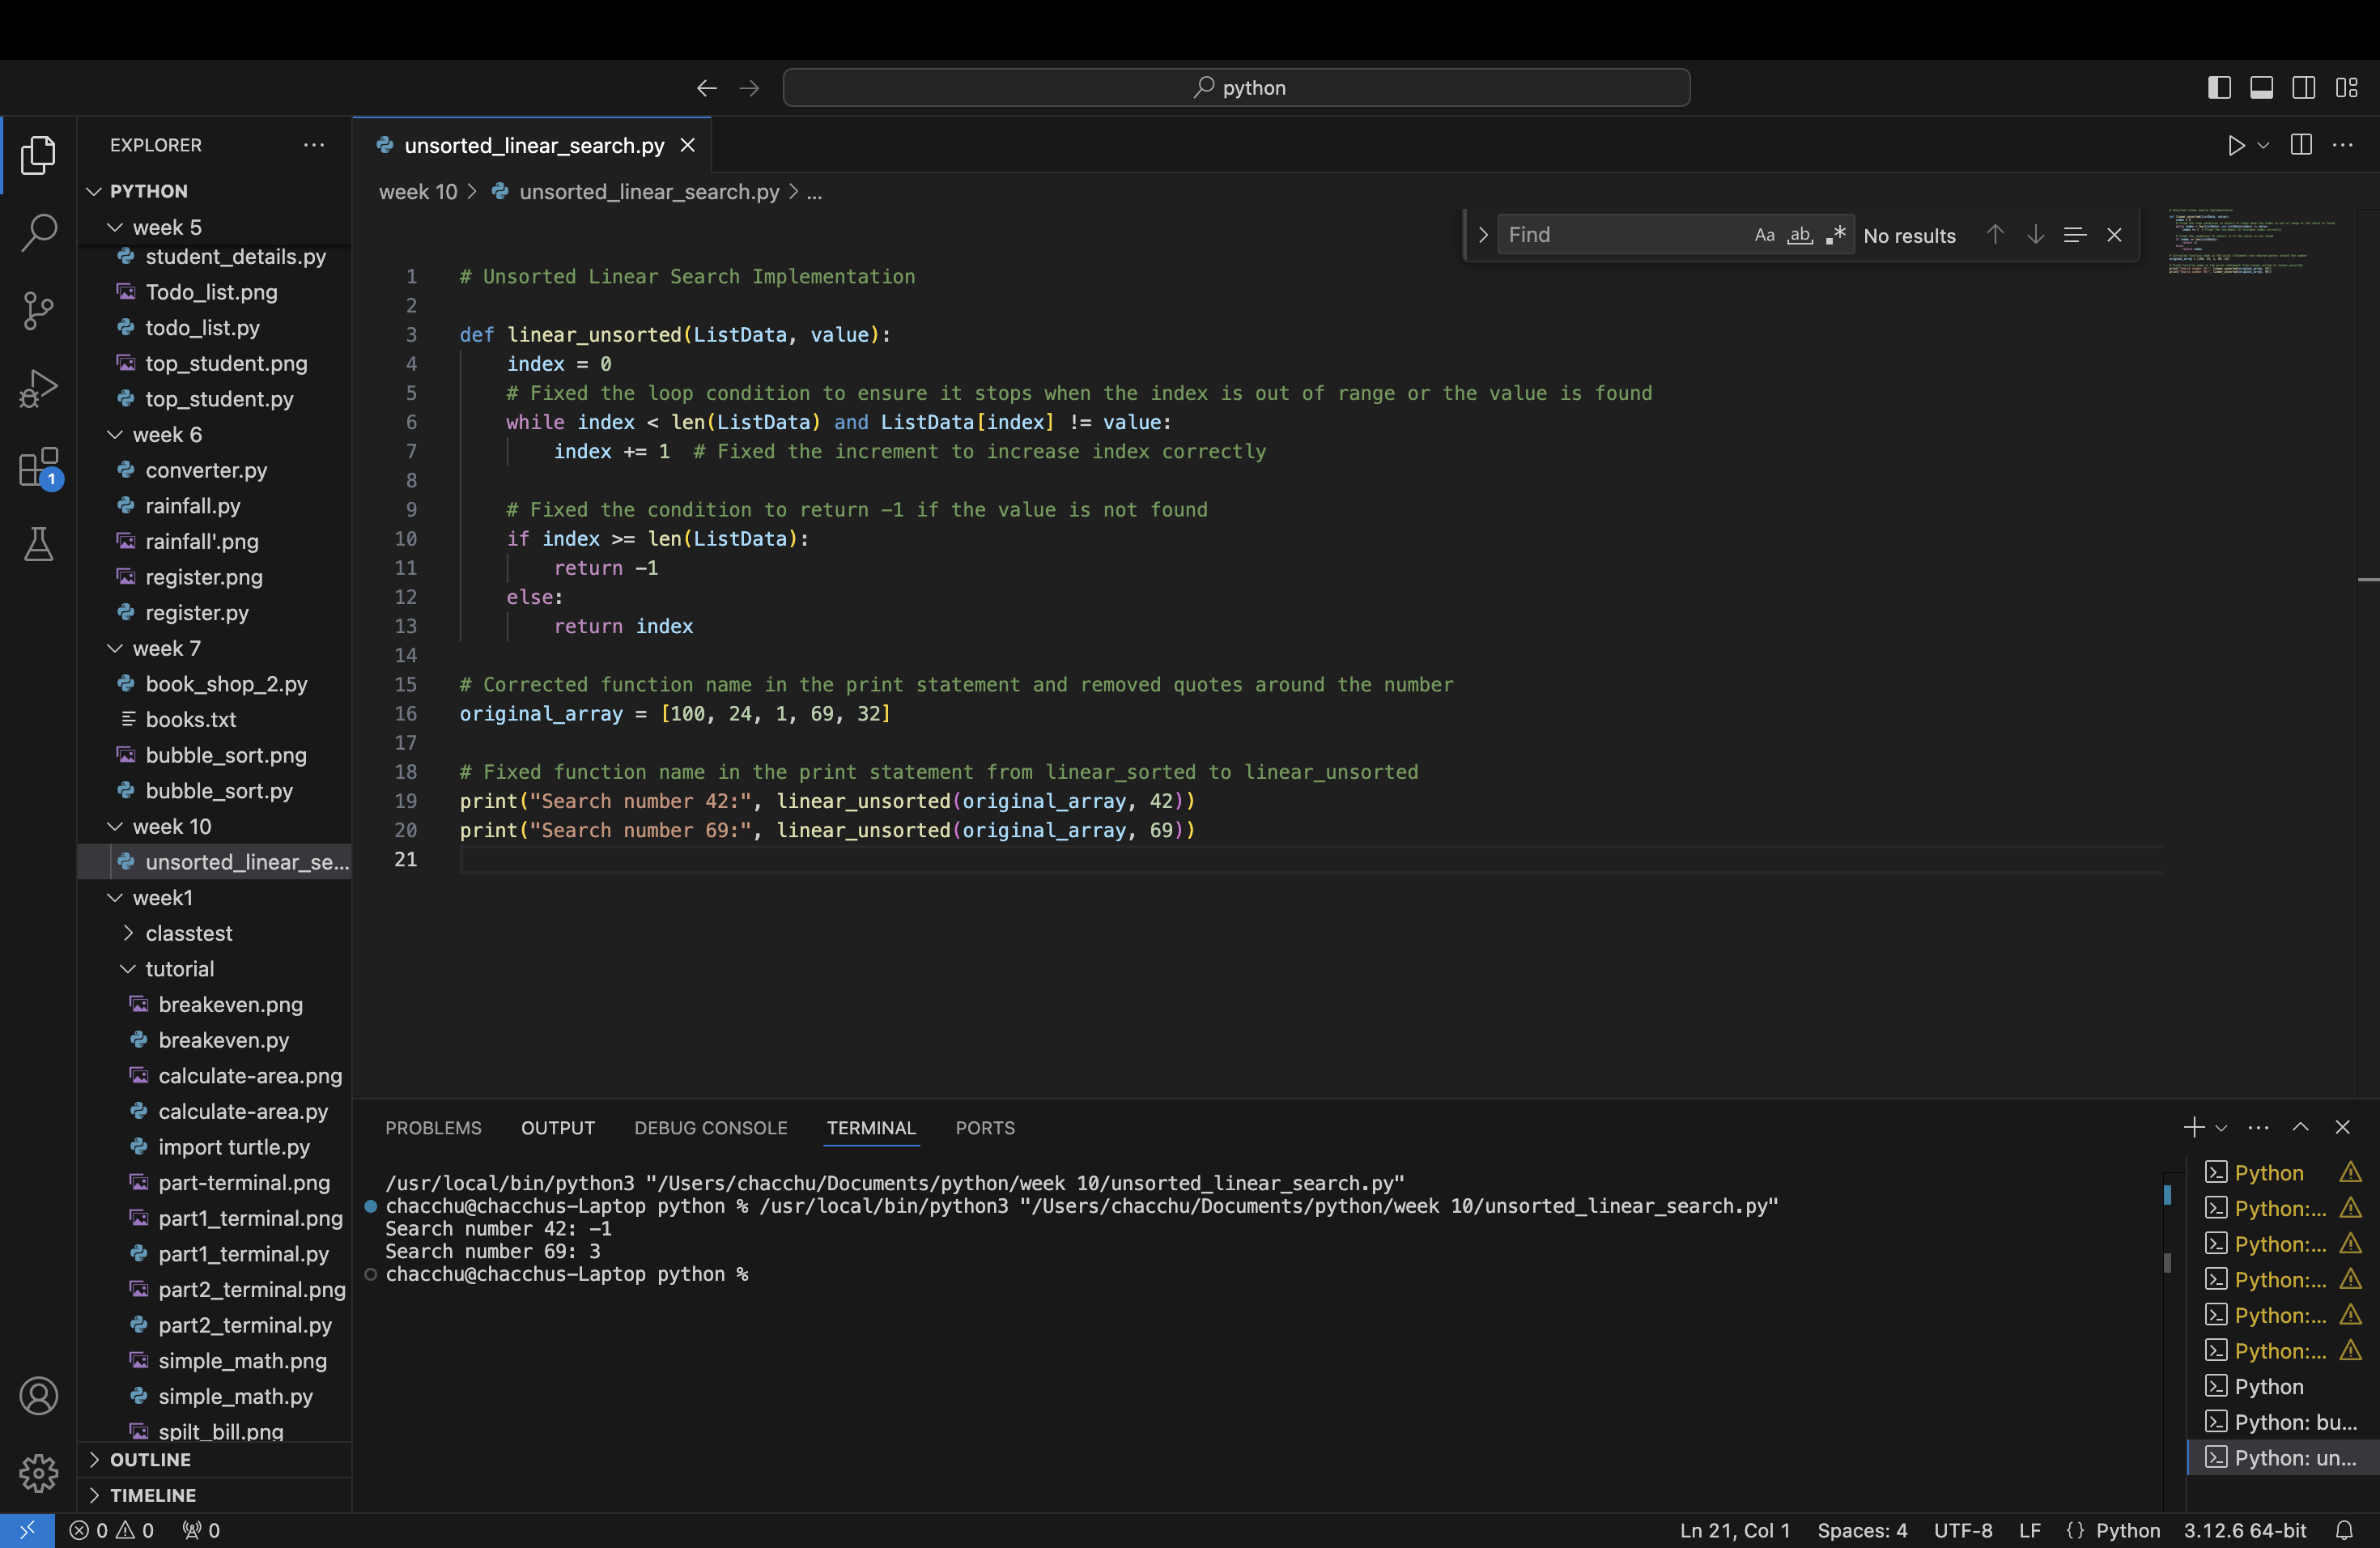 python
EXPLORER
PYTHON
week 5
student_details.py
Todo_list.png
todo_list.py
top_student.png
top_student.py
week 6
converter.py
rainfall.py
rainfall'.png
register.png
register.py
week 7
book_shop_2.py
books.txt
bubble_sort.png
bubble_sort.py
week 10
unsorted_linear_se...
week1
classtest
tutorial
breakeven.png
breakeven.py
calculate-area.png
calculate-area.py
import turtle.py
part-terminal.png
part1_terminal.png
part1_terminal.py
part2_terminal.png
part2_terminal.py
simple_math.png
simple_math.py
spilt_bill.png
OUTLINE
TIMELINE
1
unsorted_linear_search.py
week 10 > unsorted_linear_search.py > ...
Find Aa ab .* No results
1 # Unsorted Linear Search Implementation
2
3 def linear_unsorted(ListData, value):
4 index = 0
5 # Fixed the loop condition to ensure it stops when the index is out of range or the value is found
6 while index < len(ListData) and ListData[index] != value:
7 index += 1  # Fixed the increment to increase index correctly
8
9 # Fixed the condition to return -1 if the value is not found
10 if index >= len(ListData):
11 return -1
12 else:
13 return index
14
15 # Corrected function name in the print statement and removed quotes around the number
16 original_array = [100, 24, 1, 69, 32]
17
18 # Fixed function name in the print statement from linear_sorted to linear_unsorted
19 print("Search number 42:", linear_unsorted(original_array, 42))
20 print("Search number 69:", linear_unsorted(original_array, 69))
21
PROBLEMS OUTPUT DEBUG CONSOLE TERMINAL PORTS
/usr/local/bin/python3 "/Users/chacchu/Documents/python/week 10/unsorted_linear_search.py"
chacchu@chacchus-Laptop python % /usr/local/bin/python3 "/Users/chacchu/Documents/python/week 10/unsorted_linear_search.py"
Search number 42: -1
Search number 69: 3
chacchu@chacchus-Laptop python %
Python
Python:...
Python:...
Python:...
Python:...
Python:...
Python
Python: bu...
Python: un...
0 0 0 Ln 21, Col 1 Spaces: 4 UTF-8 LF {} Python 3.12.6 64-bit